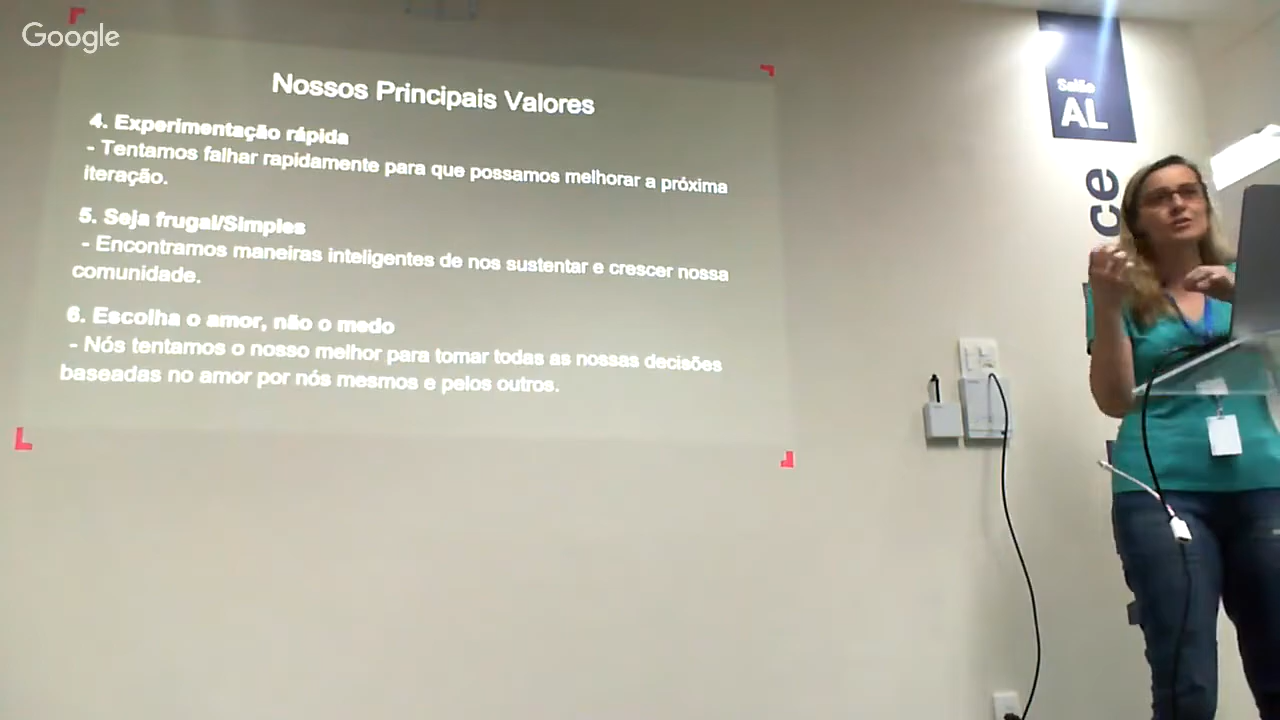 Google
Nossos Principais Valores
4. Experimentação rápida
- Tentamos falhar rapidamente para que possamos melhorar a próxima
iteração.
5. Seja frugal/Simples
- Encontramos maneiras inteligentes de nos sustentar e crescer nossa
comunidade.
6. Escolha o amor, não o medo
- Nós tentamos o nosso melhor para tomar todas as nossas decisões
baseadas no amor por nós mesmos e pelos outros.
Salão
AL
ce